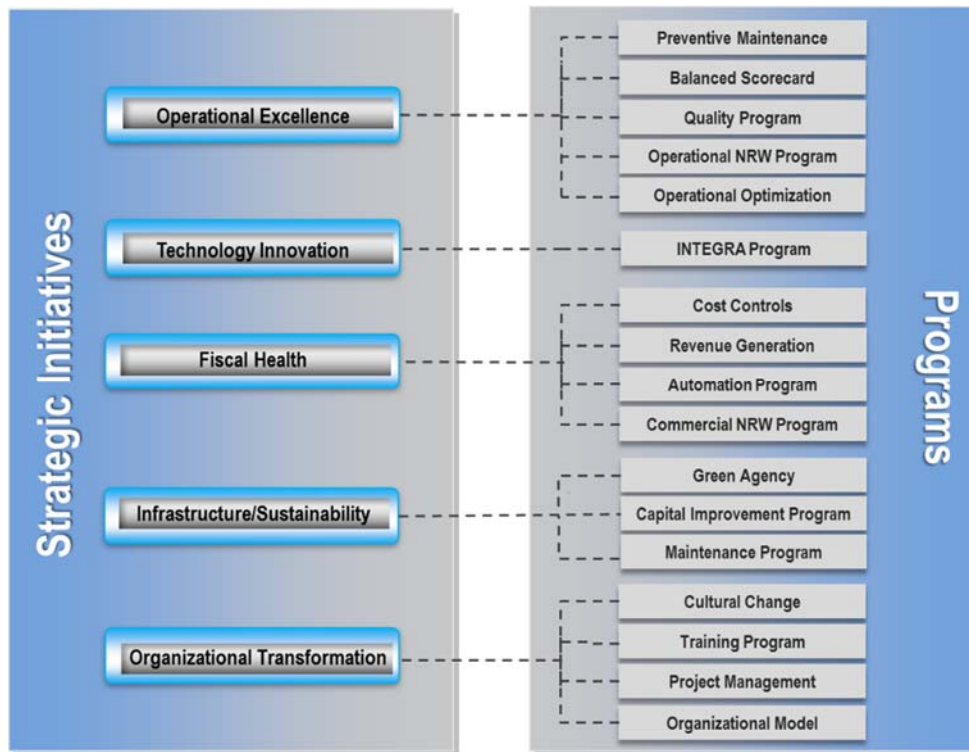 Strategic Initiatives
Operational Excellence
Technology Innovation
Fiscal Health
Infrastructure/Sustainability
Organizational Transformation
Programs
Preventive Maintenance
Balanced Scorecard
Quality Program
Operational NRW Program
Operational Optimization
INTEGRA Program
Cost Controls
Revenue Generation
Automation Program
Commercial NRW Program
Green Agency
Capital Improvement Program
Maintenance Program
Cultural Change
Training Program
Project Management
Organizational Model